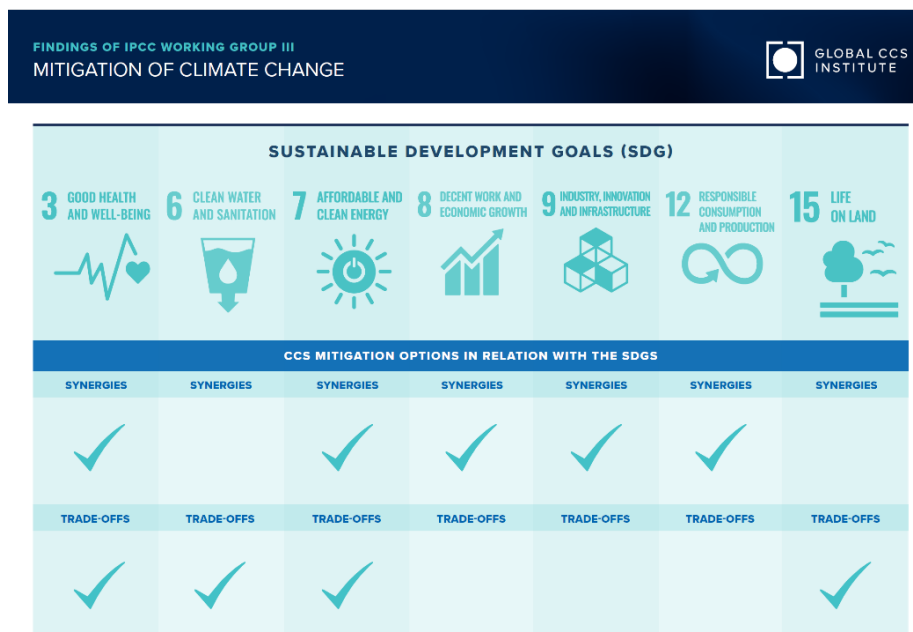 FINDINGS OF IPCC WORKING GROUP III
MITIGATION OF CLIMATE CHANGE
GLOBAL CCS
INSTITUTE
SUSTAINABLE DEVELOPMENT GOALS (SDG)
3 GOOD HEALTH
AND WELL-BEING
6 CLEAN WATER
AND SANITATION
7 AFFORDABLE AND
CLEAN ENERGY
8 DECENT WORK AND
ECONOMIC GROWTH
9 INDUSTRY, INNOVATION
AND INFRASTRUCTURE
12 RESPONSIBLE
CONSUMPTION
AND PRODUCTION
15 LIFE
ON LAND
CCS MITIGATION OPTIONS IN RELATION WITH THE SDGS
SYNERGIES SYNERGIES SYNERGIES SYNERGIES SYNERGIES SYNERGIES SYNERGIES
TRADE-OFFS TRADE-OFFS TRADE-OFFS TRADE-OFFS TRADE-OFFS TRADE-OFFS TRADE-OFFS